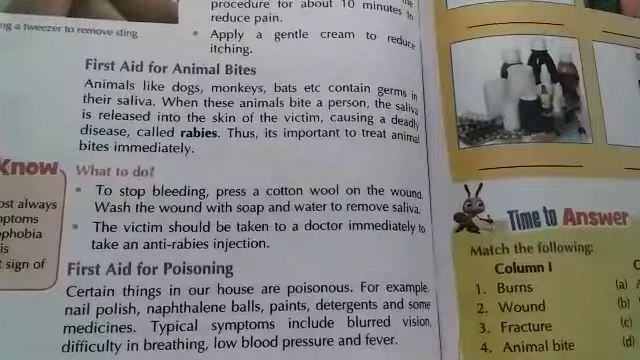 ng a tweezer to remove sting
procedure for about 10 minutes to
reduce pain.
• Apply a gentle cream to reduce
itching.
First Aid for Animal Bites
Animals like dogs, monkeys, bats etc contain germs in
their saliva. When these animals bite a person, the saliva
is released into the skin of the victim, causing a deadly
disease, called rabies. Thus, its important to treat animal
bites immediately.
Know
ost always
mptoms
ophobia
is
t sign of
What to do?
• To stop bleeding, press a cotton wool on the wound.
Wash the wound with soap and water to remove saliva.
• The victim should be taken to a doctor immediately to
take an anti-rabies injection.
First Aid for Poisoning
Certain things in our house are poisonous. For example,
nail polish, naphthalene balls, paints, detergents and some
medicines. Typical symptoms include blurred vision,
difficulty in breathing, low blood pressure and fever.
Time to Answer
Match the following:
Column I
1. Burns (a)
2. Wound (b)
3. Fracture (c)
4. Animal bite (d)